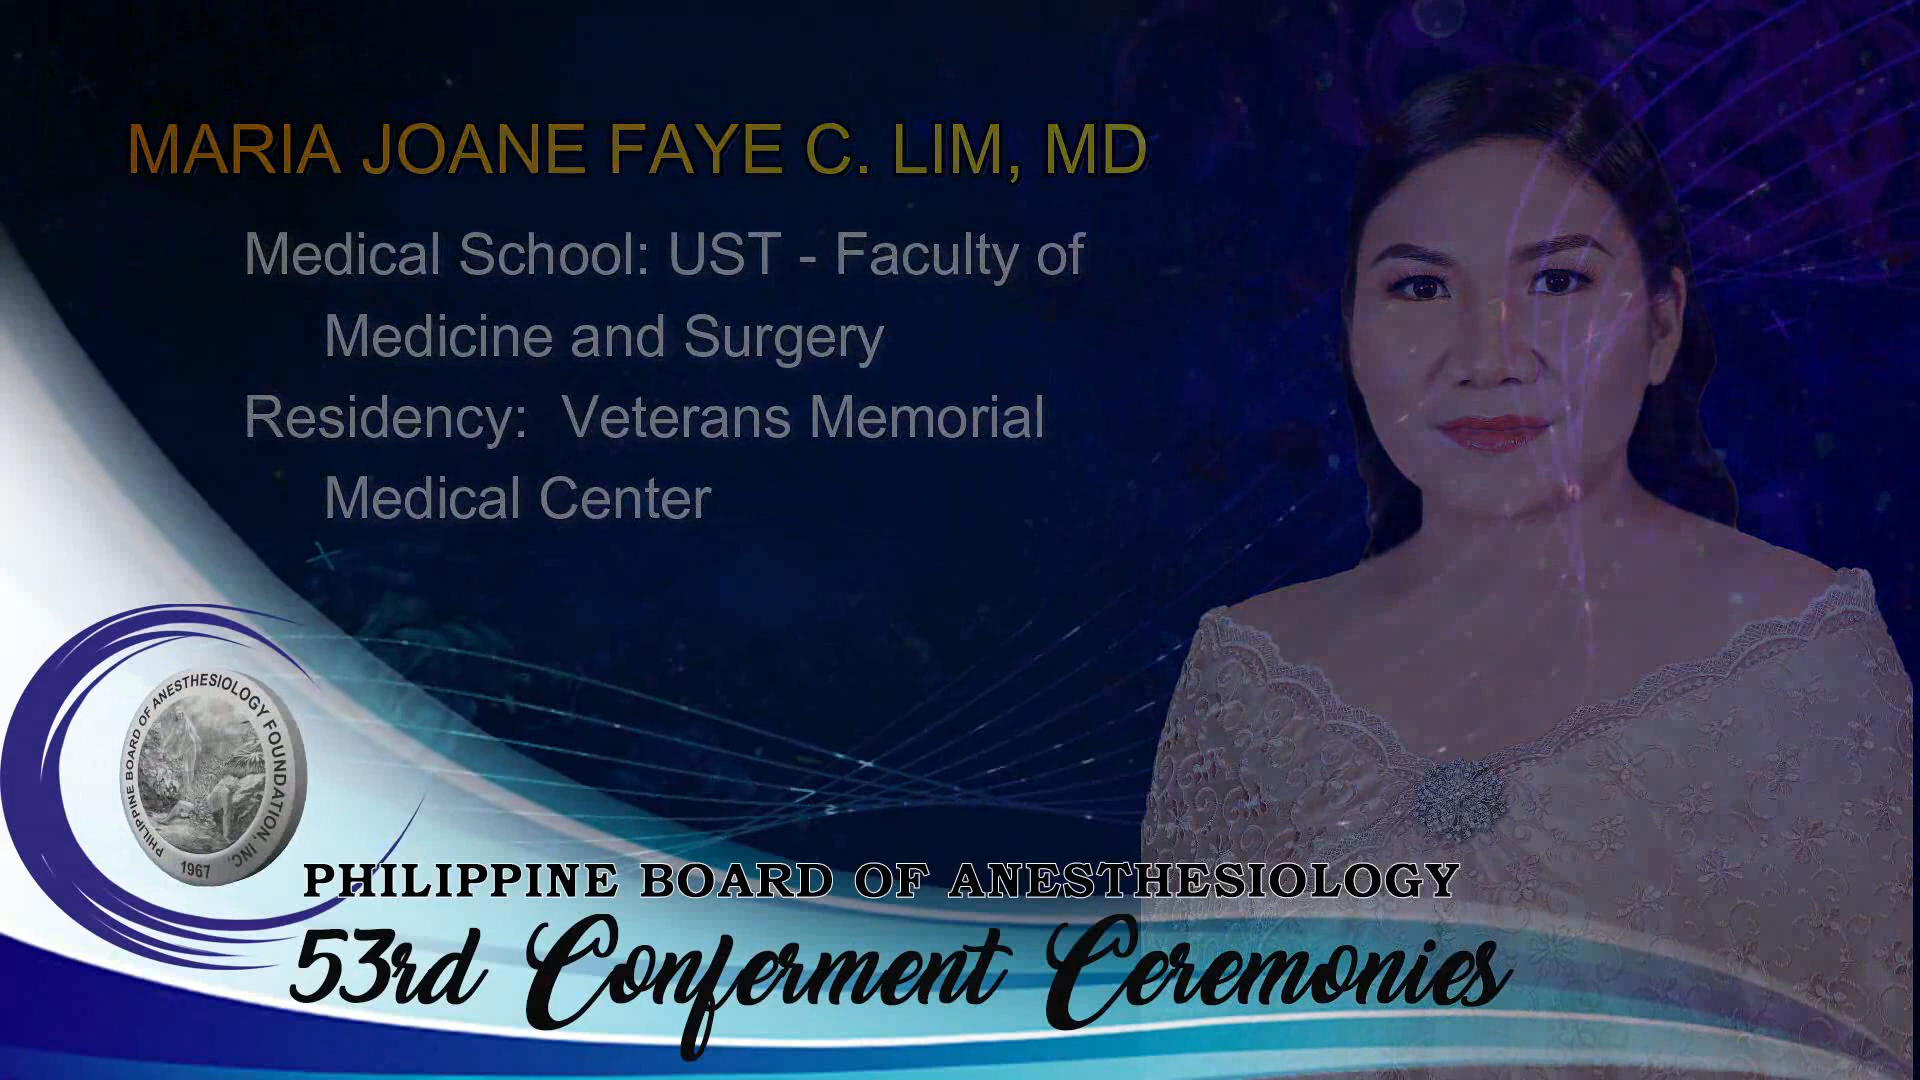 MARIA JOANE FAYE C. LIM, MD
Medical School: UST - Faculty of
Medicine and Surgery
Residency: Veterans Memorial
Medical Center
PHILIPPINE BOARD OF ANESTHESIOLOGY FOUNDATION, INC.
1967
PHILIPPINE BOARD OF ANESTHESIOLOGY
53rd Conferment Ceremonies